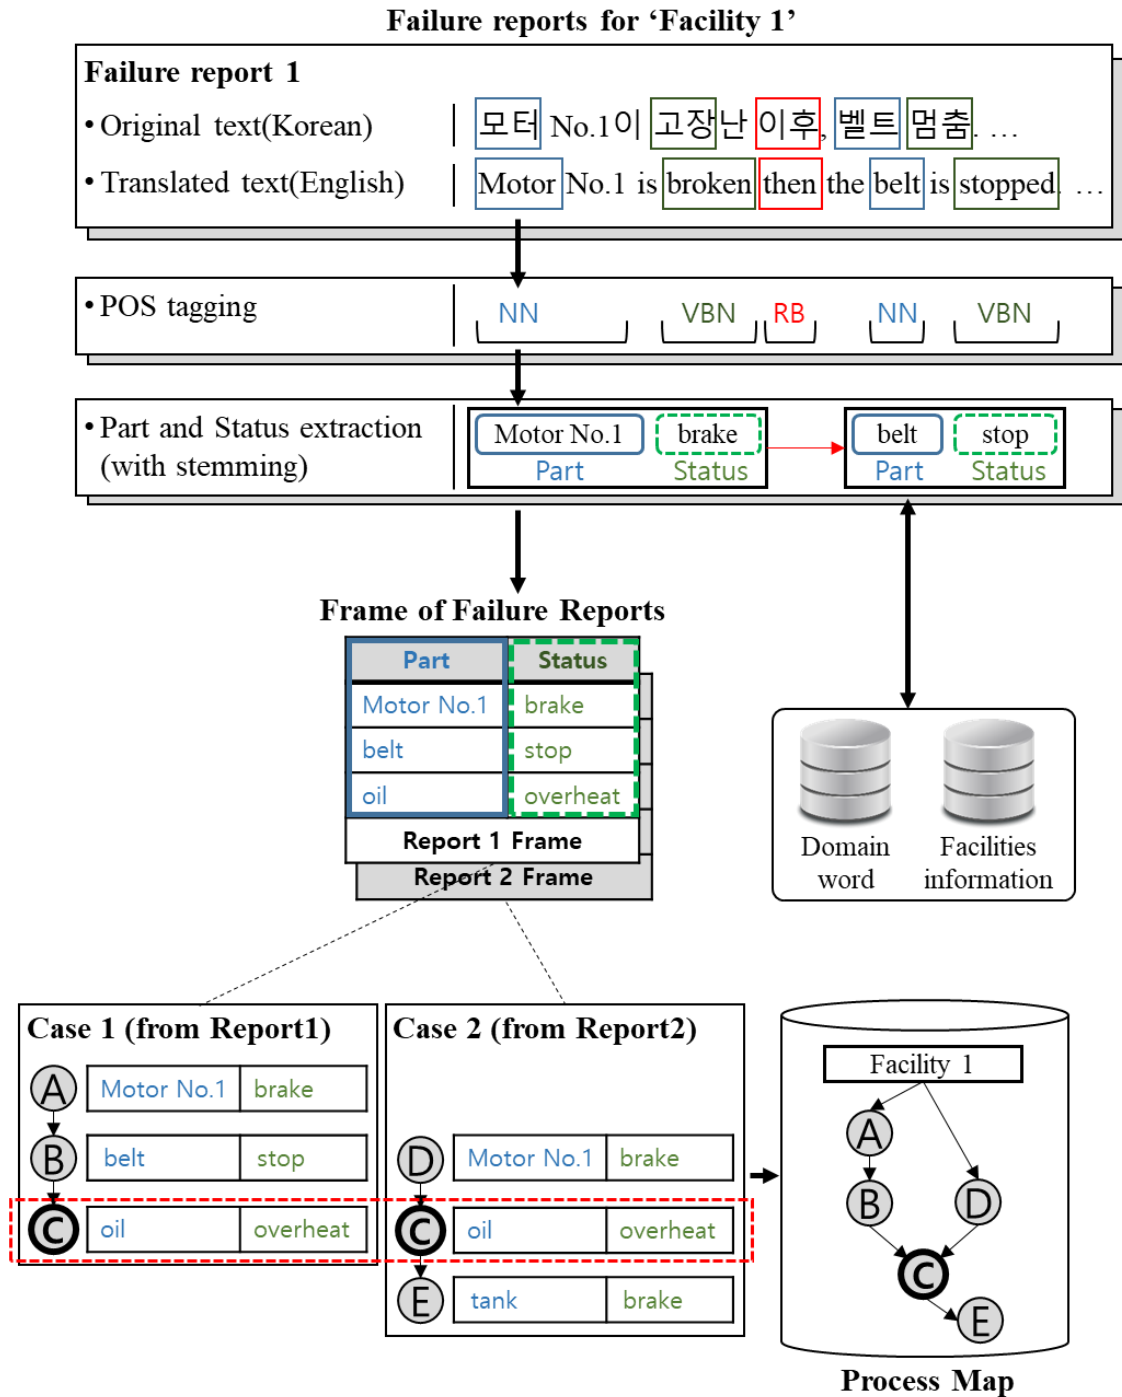 Failure reports for ‘Facility 1’
Failure report 1
• Original text(Korean) 모터 No.1이 고장난 이후, 벨트 멈춤. …
• Translated text(English) Motor No.1 is broken then the belt is stopped. …
• POS tagging NN VBN RB NN VBN
• Part and Status extraction
(with stemming)
Motor No.1 brake belt stop
Part Status Part Status
Frame of Failure Reports
Part Status
Motor No.1 brake
belt stop
oil overheat
Report 1 Frame
Report 2 Frame
Domain
word
Facilities
information
Case 1 (from Report1)
A Motor No.1 brake
B belt stop
C oil overheat
Case 2 (from Report2)
D Motor No.1 brake
C oil overheat
E tank brake
Facility 1
A
B D
C
E
Process Map